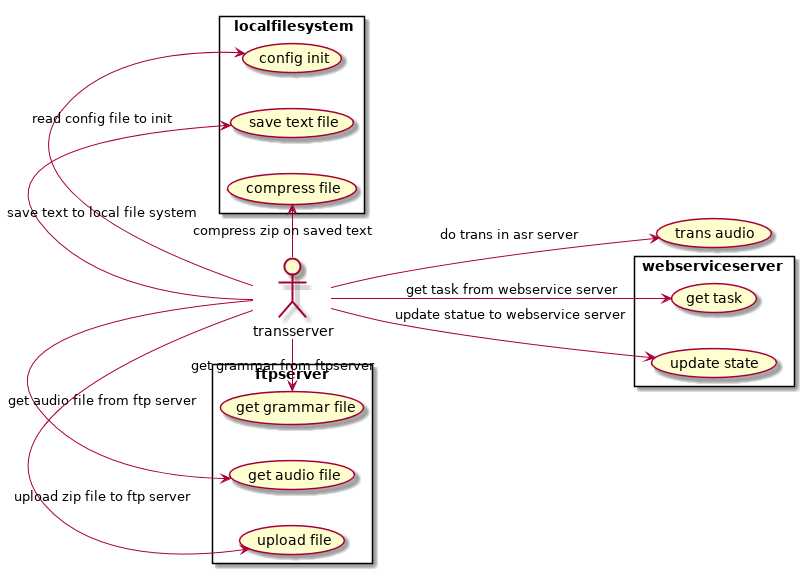 localfilesystem
config init
read config file to init
save text file
compress file
save text to local file system
compress zip on saved text
trans audio
do trans in asr server
webserviceserver
get task from webservice server
get task
update statue to webservice server
transserver
update state
get grammar from ftpserver
ftpserver
get audio file from ftp server
get grammar file
get audio file
upload zip file to ftp server
upload file